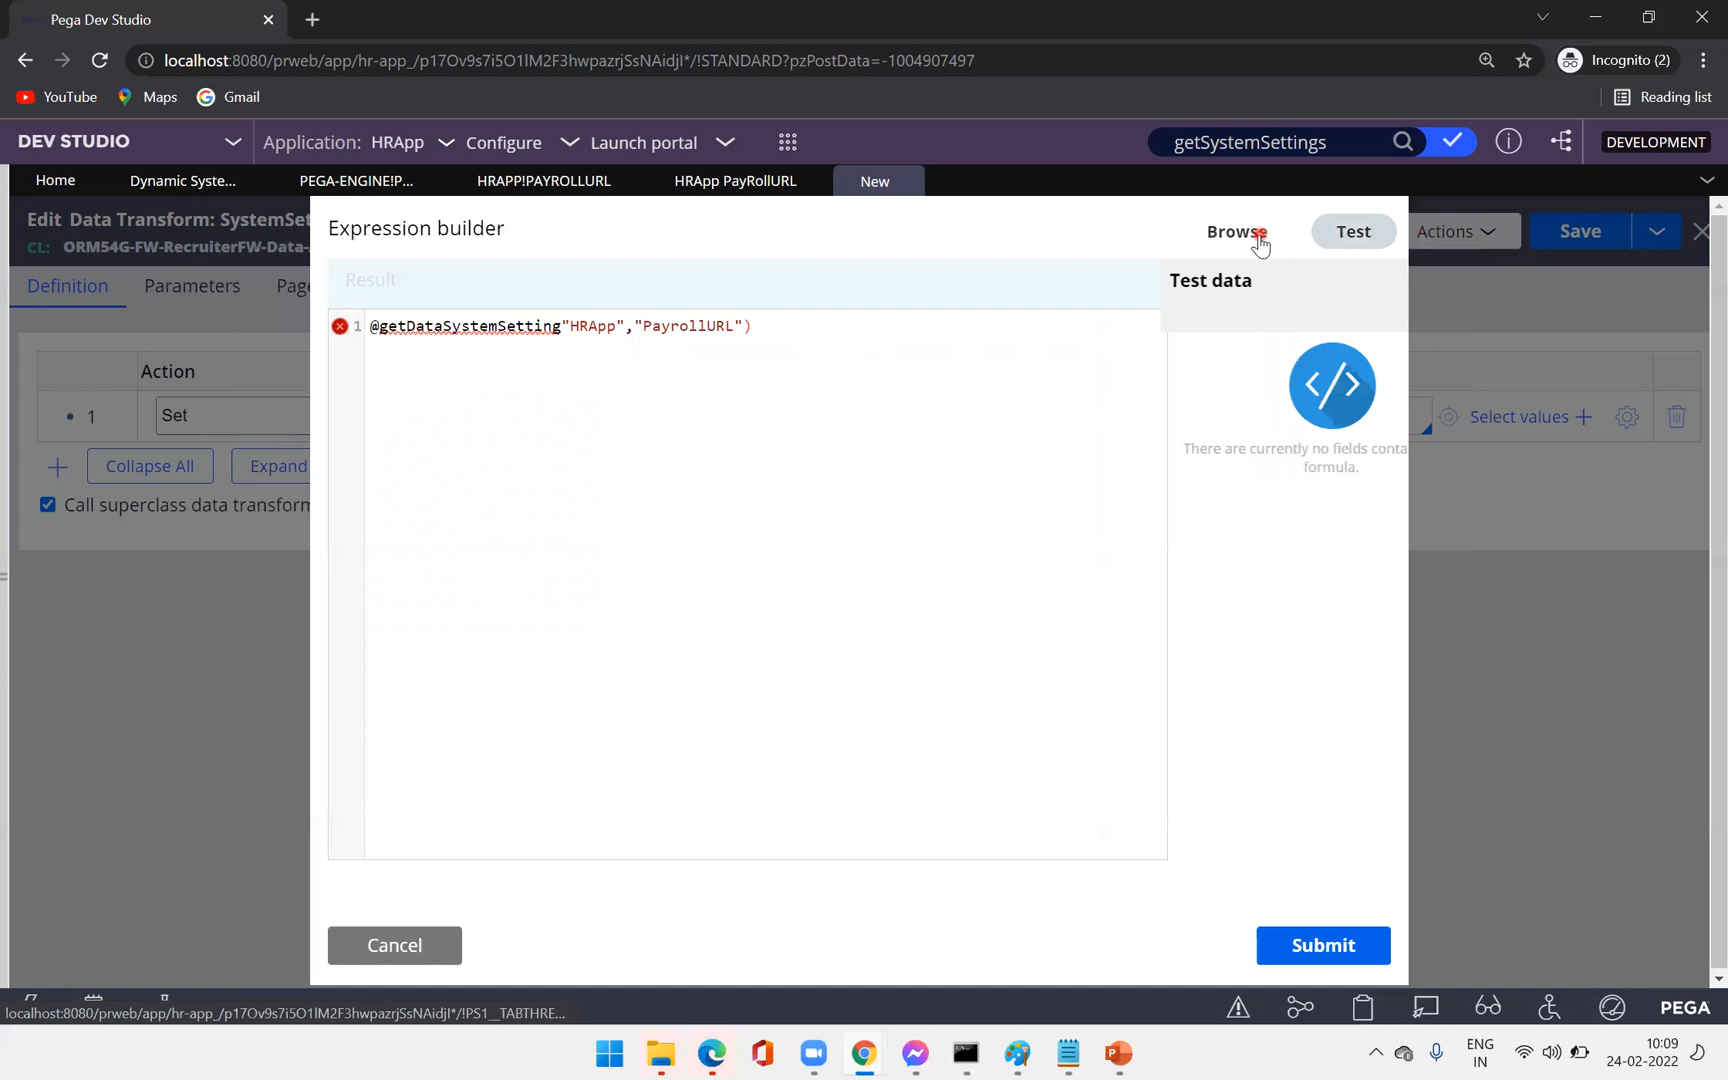 Pega Dev Studio
localhost:8080/prweb/app/hr-app_/p17Ov9s7i5O1lM2F3hwpazrjSsNAidjI*/!STANDARD?pzPostData=-1004907497
Incognito (2)
YouTube
Maps
Gmail
Reading list
DEV STUDIO
Application: HRApp
Configure
Launch portal
getSystemSettings
DEVELOPMENT
Home
Dynamic Syste...
PEGA-ENGINE!P...
HRAPP!PAYROLLURL
HRApp PayRollURL
New
Edit Data Transform: SystemSet
CL: ORM54G-FW-RecruiterFW-Data-
Actions
Save
Definition
Parameters
Expression builder
Browse
Test
Result
Test data
1 @getDataSystemSetting"HRApp","PayrollURL")
There are currently no fields conta
formula.
Action
1
Set
Select values
Collapse All
Expand
Call superclass data transform
Cancel
Submit
localhost:8080/prweb/app/hr-app_/p17Ov9s7i5O1lM2F3hwpazrjSsNAidjI*/!PS1__TABTHRE...
PEGA
ENG
IN
10:09
24-02-2022